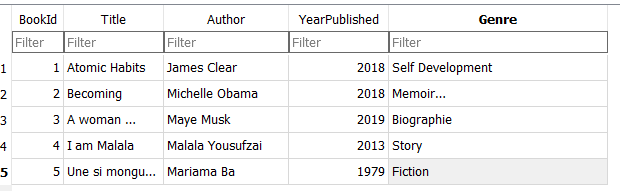 BookId Title Author YearPublished Genre
Filter Filter Filter Filter Filter
1 1 Atomic Habits James Clear 2018 Self Development
2 2 Becoming Michelle Obama 2018 Memoir...
3 3 A woman ... Maye Musk 2019 Biographie
4 4 I am Malala Malala Yousufzai 2013 Story
5 5 Une si mongu... Mariama Ba 1979 Fiction